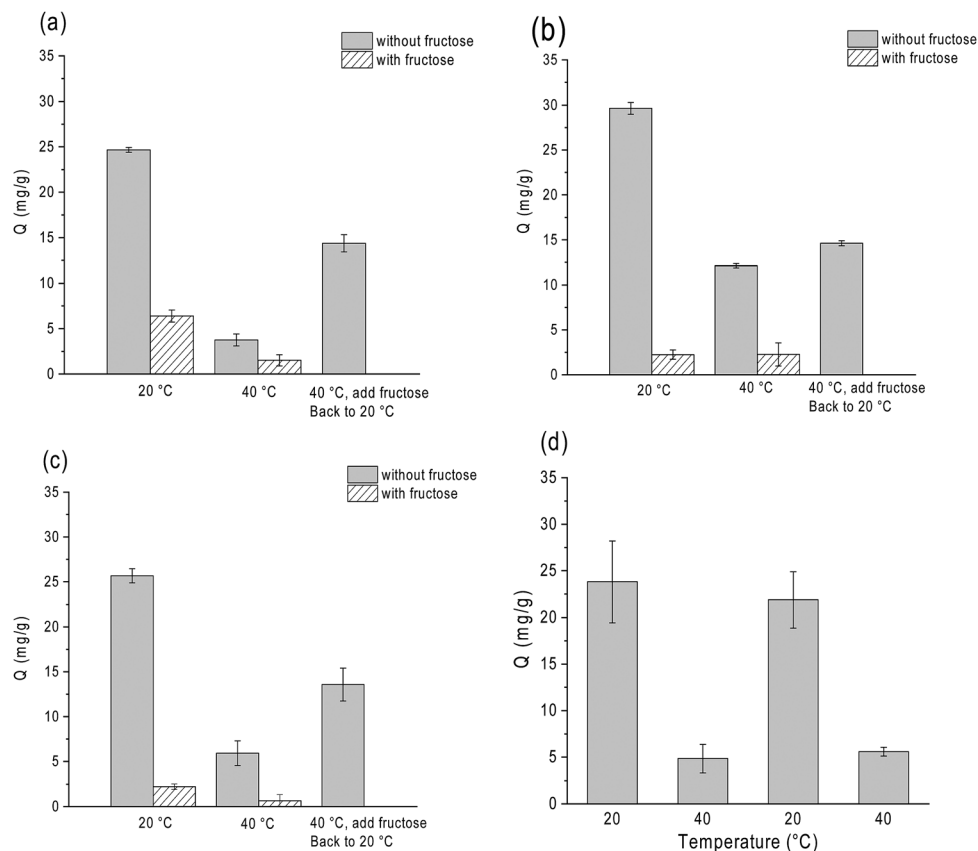 (a)
without fructose
with fructose
35
30
25
20
15
10
5
0
Q (mg/g)
20 °C
40 °C
40 °C, add fructose
Back to 20 °C
(b)
without fructose
with fructose
35
30
25
20
15
10
5
0
Q (mg/g)
20 °C
40 °C
40 °C, add fructose
Back to 20 °C
(c)
without fructose
with fructose
35
30
25
20
15
10
5
0
Q (mg/g)
20 °C
40 °C
40 °C, add fructose
Back to 20 °C
(d)
35
30
25
20
15
10
5
0
Q (mg/g)
20
40
20
40
Temperature (°C)